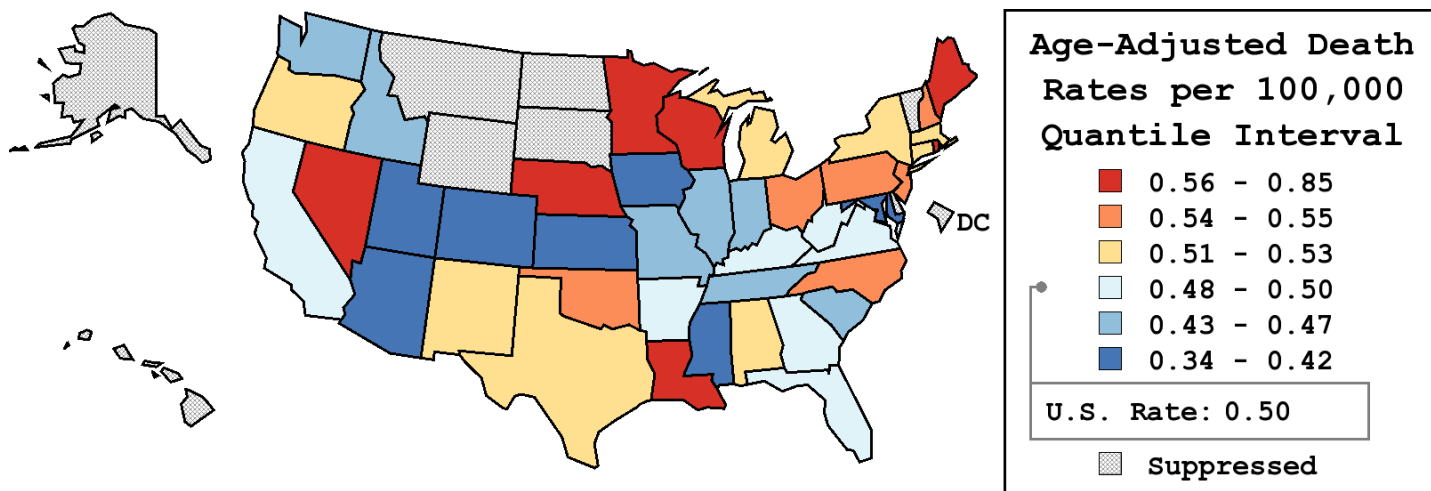 DC
Age-Adjusted Death
Rates per 100,000
Quantile Interval
0.56 - 0.85
0.54 - 0.55
0.51 - 0.53
0.48 - 0.50
0.43 - 0.47
0.34 - 0.42
U.S. Rate: 0.50
Suppressed